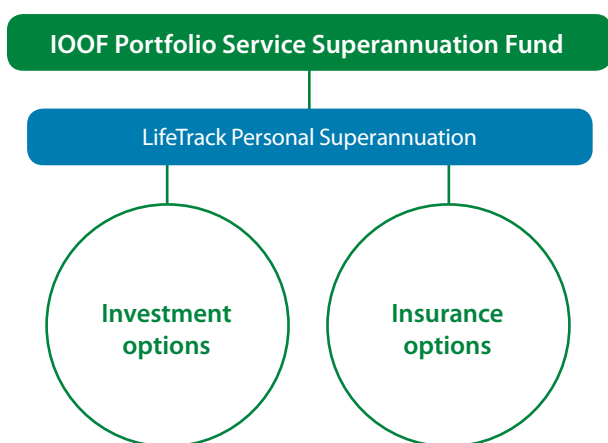 IOOF Portfolio Service Superannuation Fund
LifeTrack Personal Superannuation
Investment
options
Insurance
options